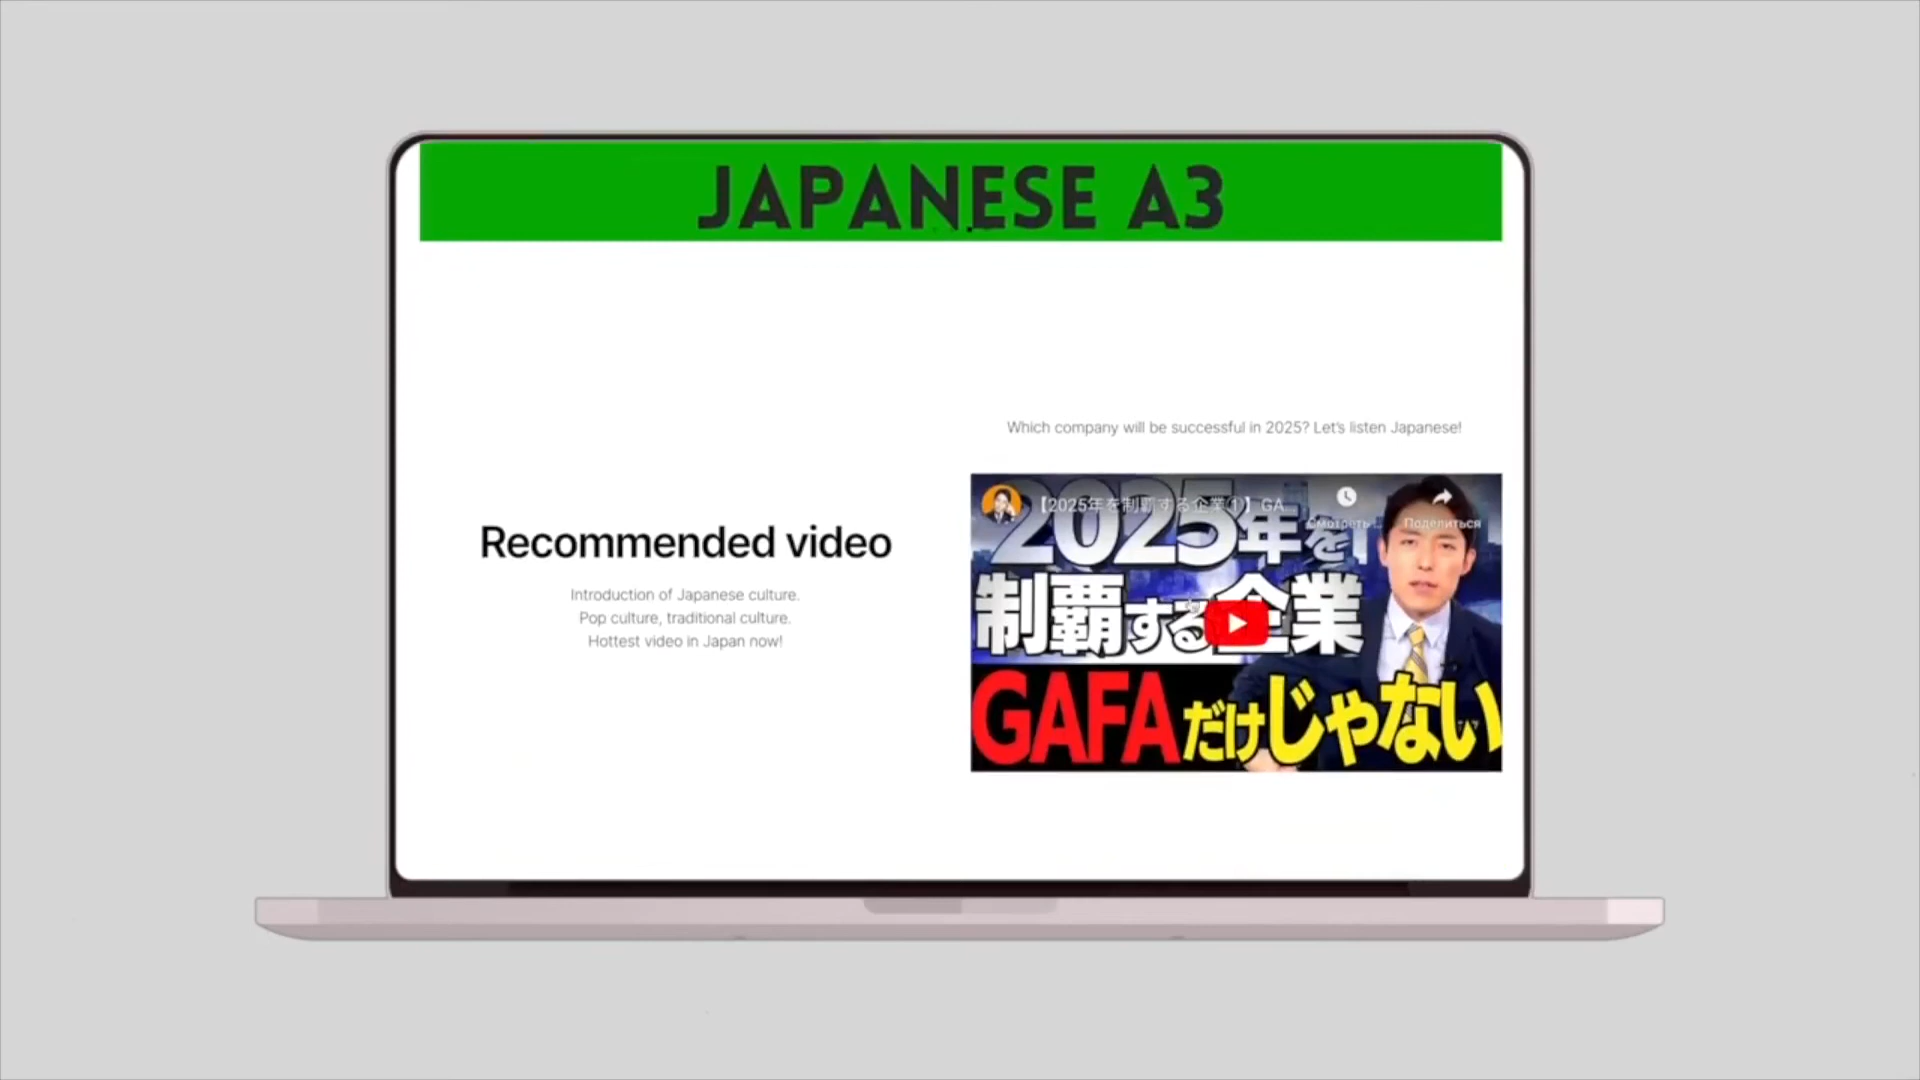 JAPANESE A3
Which company will be successful in 2025? Let's listen Japanese!
Recommended video
Introduction of Japanese culture.
Pop culture, traditional culture.
Hottest video in Japan now!
【2025年を制覇する企業①】GA
Смотреть ...
Поделиться
2025年を
制覇する企業
GAFAだけじゃない